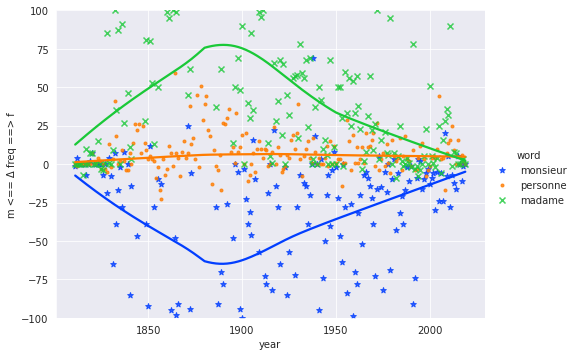 100
75
50
25
0
−25
−50
−75
−100
m <== Δ freq ==> f
1850
1900
1950
2000
year
word
monsieur
personne
madame